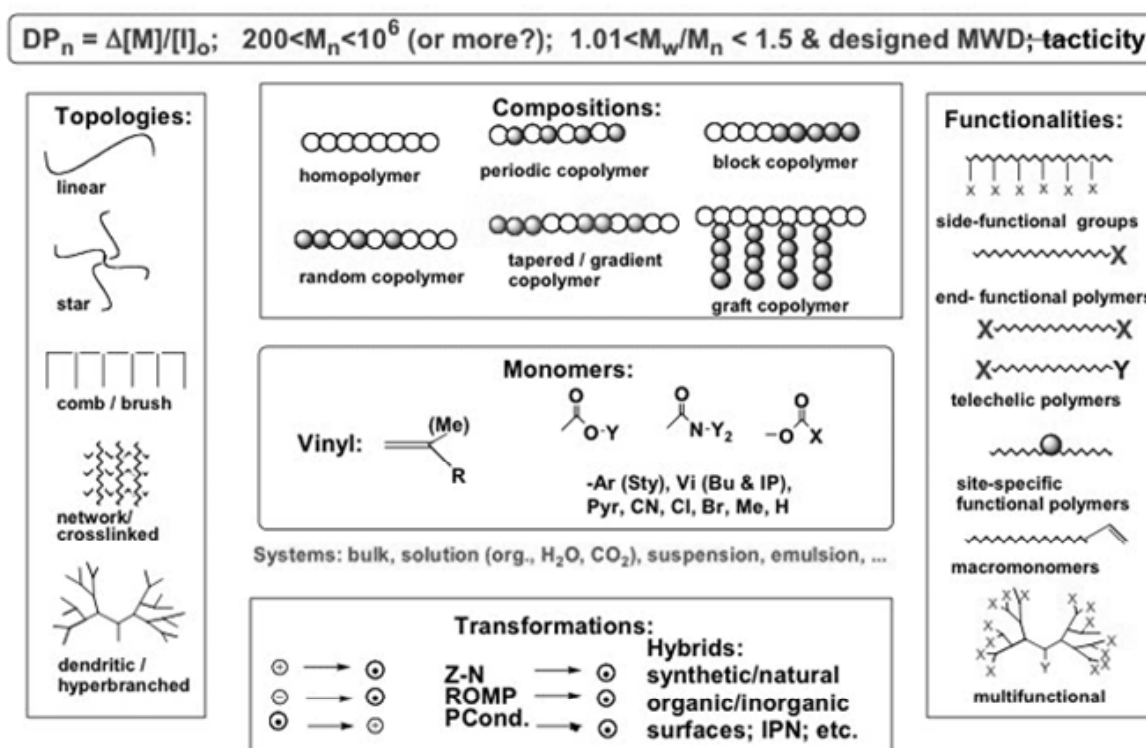 DPn = Δ[M]/[I]o; 200<Mn<10^6 (or more?); 1.01<Mw/Mn < 1.5 & designed MWD; tacticity
Topologies:
linear
star
comb / brush
network/
crosslinked
dendritic /
hyperbranched
Compositions:
homopolymer
periodic copolymer
block copolymer
random copolymer
tapered / gradient
copolymer
graft copolymer
Monomers:
Vinyl:
(Me)
R
O
O-Y
O
N-Y2
O
-O X
-Ar (Sty), Vi (Bu & IP),
Pyr, CN, Cl, Br, Me, H
Systems: bulk, solution (org., H2O, CO2), suspension, emulsion, ...
Transformations:
+
-
+
Z-N
ROMP
PCond.
Hybrids:
synthetic/natural
organic/inorganic
surfaces; IPN; etc.
Functionalities:
X X X X X X
side-functional groups
X
end- functional polymers
X X
X Y
telechelic polymers
site-specific
functional polymers
macromonomers
X X X X X X X X X X X X
Y
multifunctional